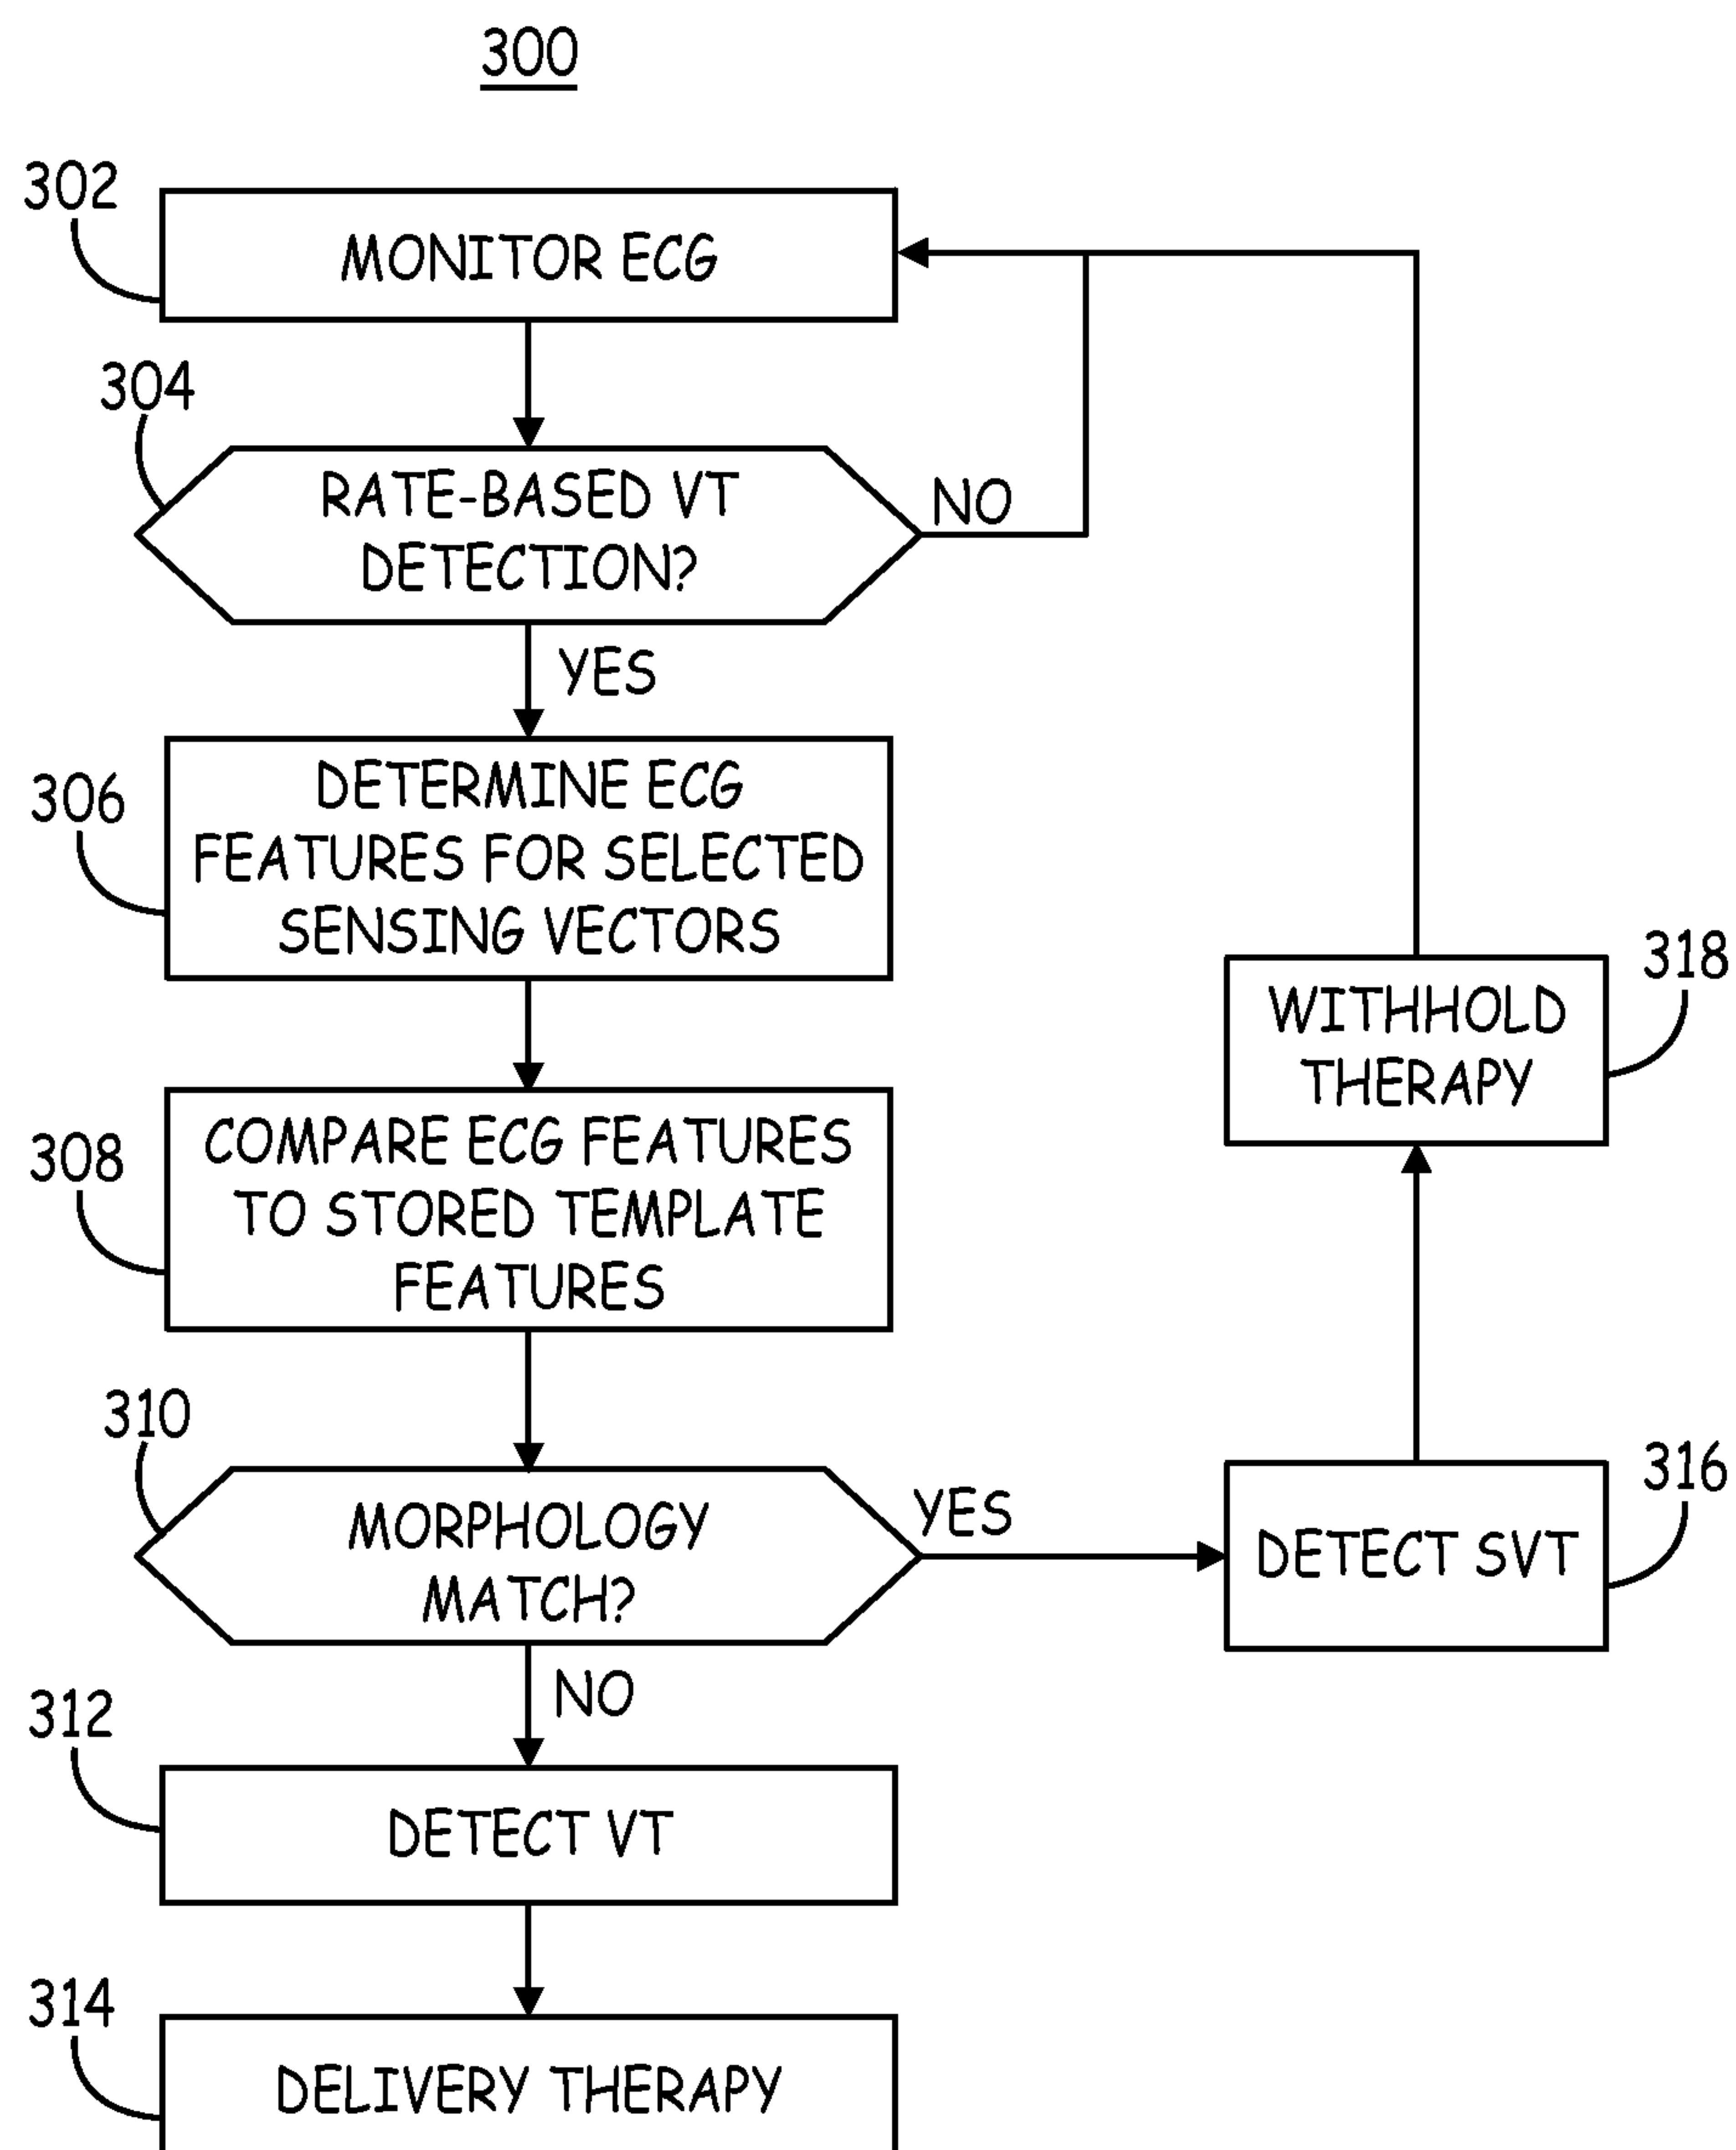 300
302
MONITOR ECG
304
RATE-BASED VT
DETECTION?
NO
YES
306
DETERMINE ECG
FEATURES FOR SELECTED
SENSING VECTORS
308
COMPARE ECG FEATURES
TO STORED TEMPLATE
FEATURES
310
MORPHOLOGY
MATCH?
YES
NO
312
DETECT VT
314
DELIVERY THERAPY
316
DETECT SVT
318
WITHHOLD
THERAPY